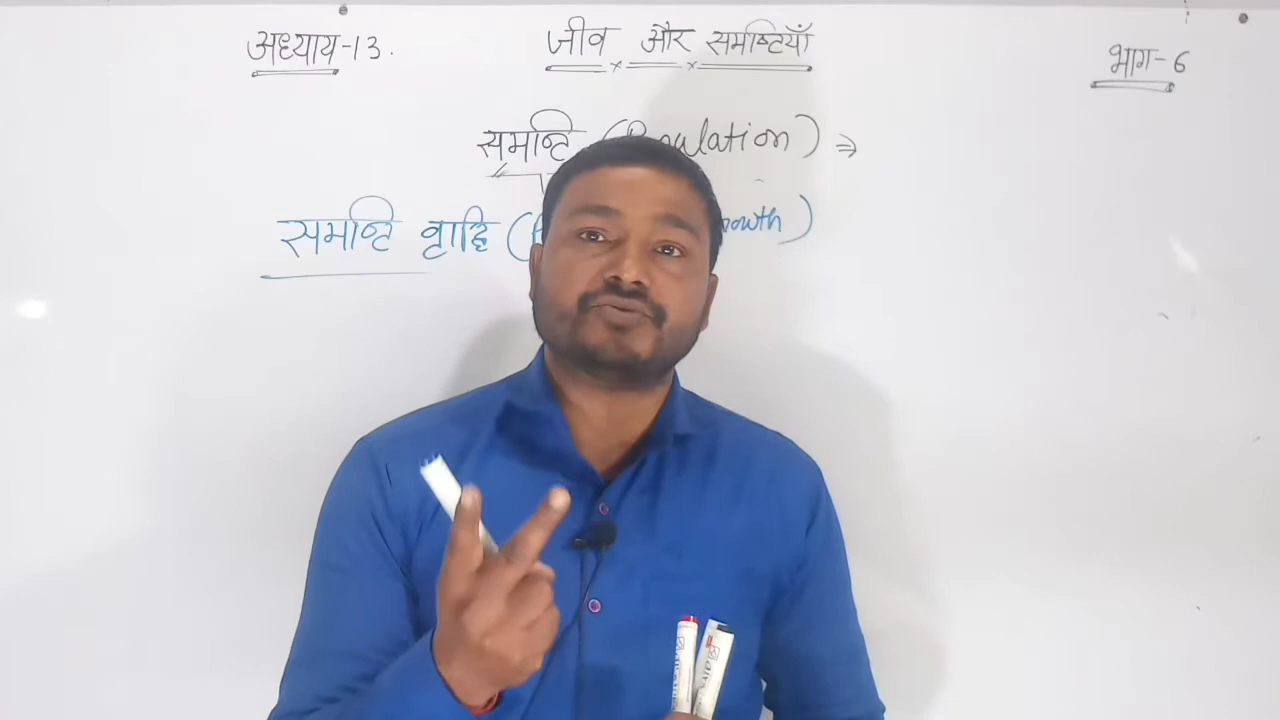 अध्याय-13.
जीव और समष्टियाँ
भाग-6
समष्टि (Population) ⇒
समष्टि वृद्धि (